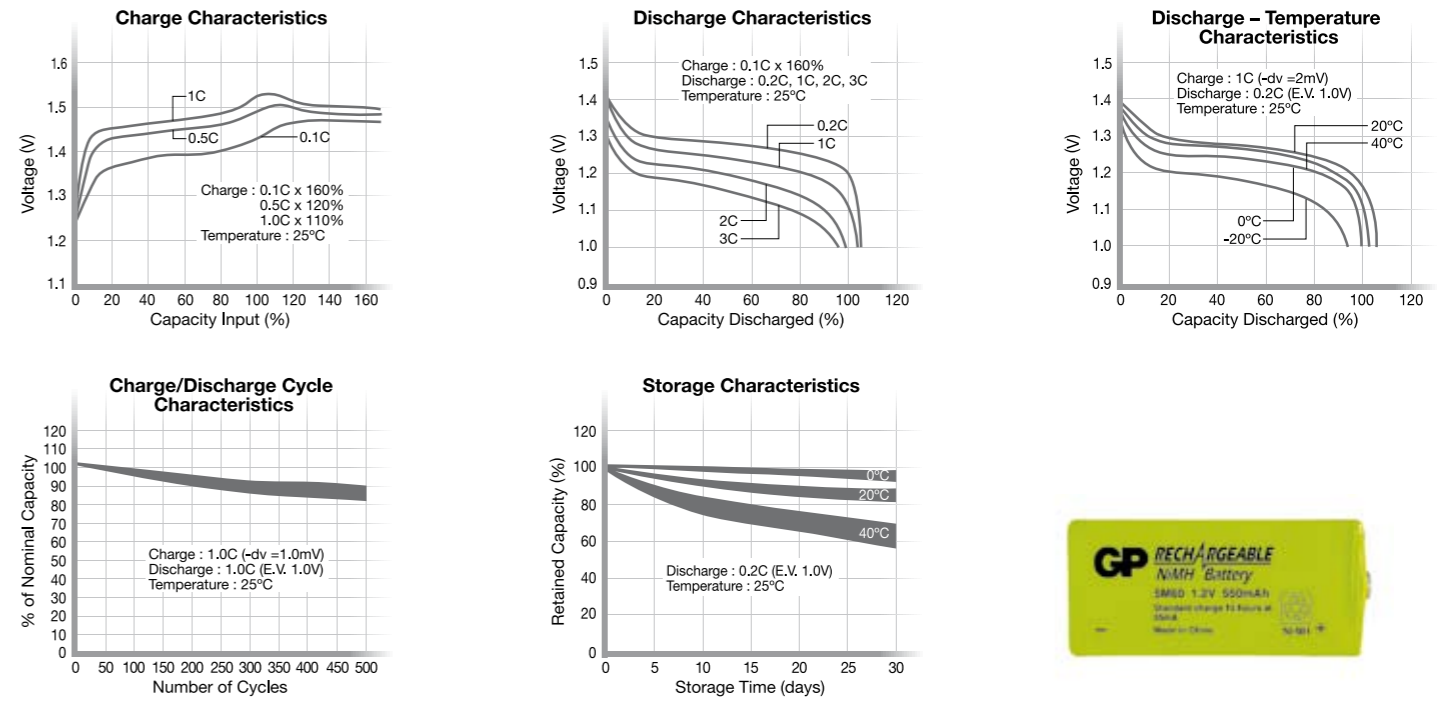 Charge Characteristics
Voltage (V)
1.6
1.5
1.4
1.3
1.2
1.1
1C
0.5C
0.1C
Charge : 0.1C x 160%
0.5C x 120%
1.0C x 110%
Temperature : 25ºC
0 20 40 60 80 100 120 140 160
Capacity Input (%)
Discharge Characteristics
Voltage (V)
1.5
1.4
1.3
1.2
1.1
1.0
0.9
Charge : 0.1C x 160%
Discharge : 0.2C, 1C, 2C, 3C
Temperature : 25ºC
0.2C
1C
2C
3C
0 20 40 60 80 100 120
Capacity Discharged (%)
Discharge – Temperature
Characteristics
Voltage (V)
1.5
1.4
1.3
1.2
1.1
1.0
0.9
Charge : 1C (-dv =2mV)
Discharge : 0.2C (E.V. 1.0V)
Temperature : 25ºC
20ºC
40ºC
0ºC
-20ºC
0 20 40 60 80 100 120
Capacity Discharged (%)
Charge/Discharge Cycle
Characteristics
% of Nominal Capacity
120
110
100
90
80
70
60
50
40
30
20
10
0
Charge : 1.0C (-dv =1.0mV)
Discharge : 1.0C (E.V. 1.0V)
Temperature : 25ºC
0 50 100 150 200 250 300 350 400 450 500
Number of Cycles
Storage Characteristics
Retained Capacity (%)
120
100
80
60
40
20
0
0ºC
20ºC
40ºC
Discharge : 0.2C (E.V. 1.0V)
Temperature : 25ºC
0 5 10 15 20 25 30
Storage Time (days)
GP RECHARGEABLE
NiMH Battery
1.2V 550mAh
Standard charge hours at
Made in China
- +